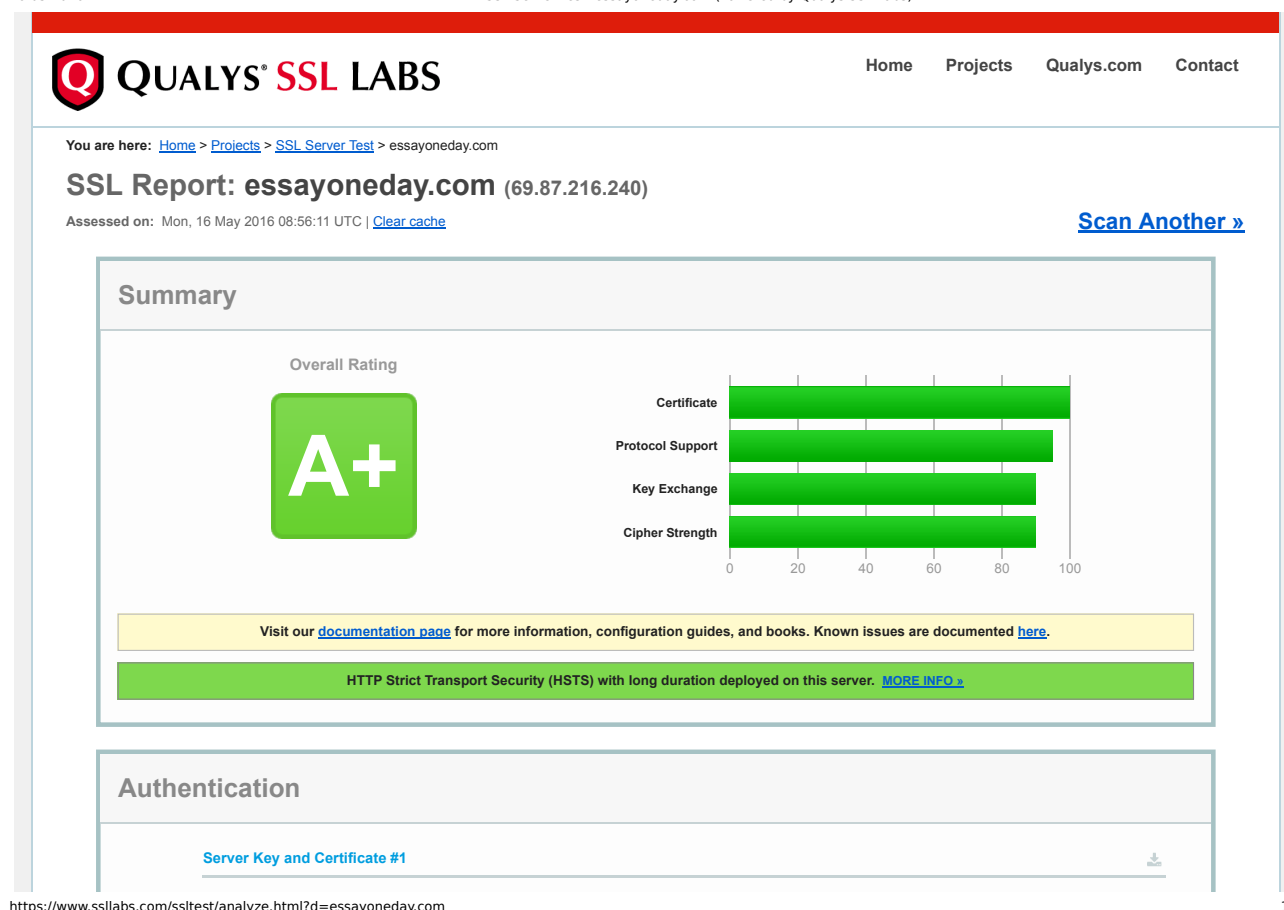 QUALYS® SSL LABS
Home Projects Qualys.com Contact
You are here: Home > Projects > SSL Server Test > essayoneday.com
SSL Report: essayoneday.com (69.87.216.240)
Assessed on: Mon, 16 May 2016 08:56:11 UTC | Clear cache
Scan Another »
Summary
Overall Rating
A+
Certificate
Protocol Support
Key Exchange
Cipher Strength
0 20 40 60 80 100
Visit our documentation page for more information, configuration guides, and books. Known issues are documented here.
HTTP Strict Transport Security (HSTS) with long duration deployed on this server. MORE INFO »
Authentication
Server Key and Certificate #1
https://www.ssllabs.com/ssltest/analyze.html?d=essayoneday.com